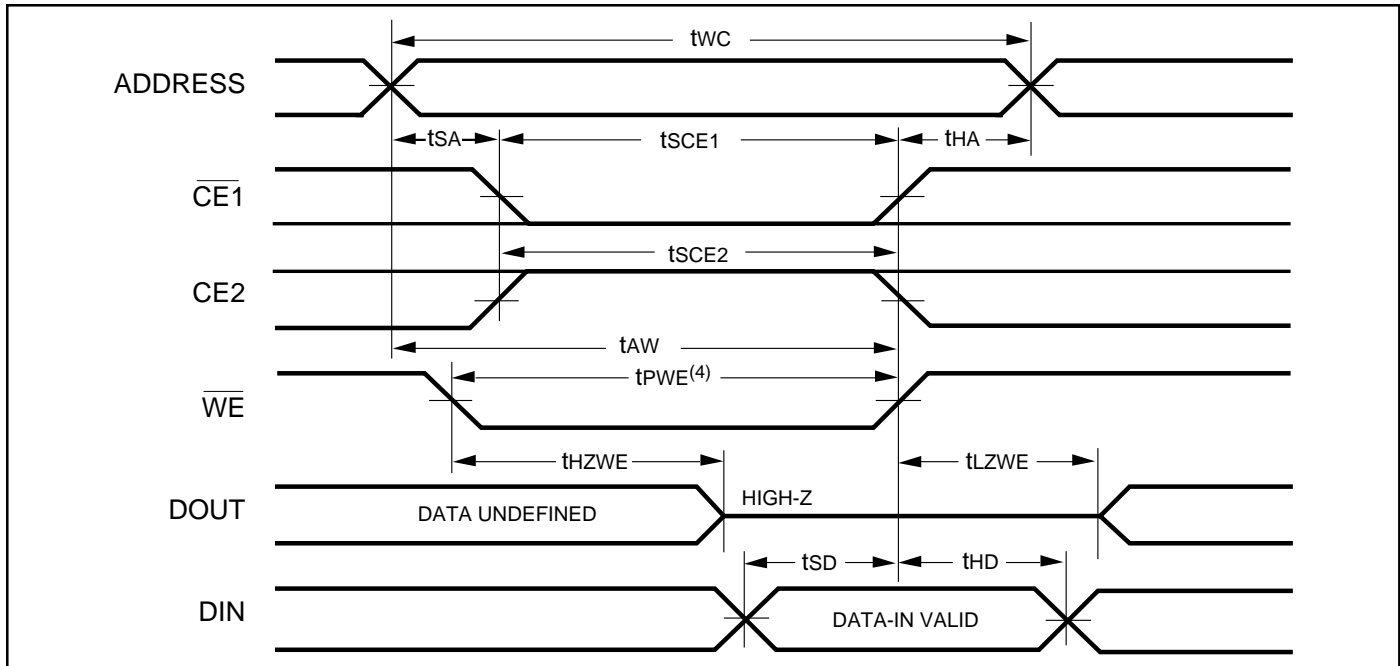 tWC
ADDRESS
tSA
tSCE1
tHA
CE1
tSCE2
CE2
tAW
tPWE(4)
WE
tHZWE
tLZWE
DOUT
DATA UNDEFINED
HIGH-Z
tSD
tHD
DIN
DATA-IN VALID